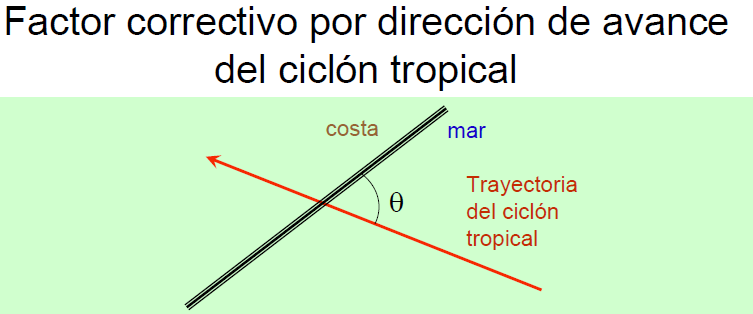 Factor correctivo por dirección de avance
del ciclón tropical
costa
mar
θ
Trayectoria
del ciclón
tropical